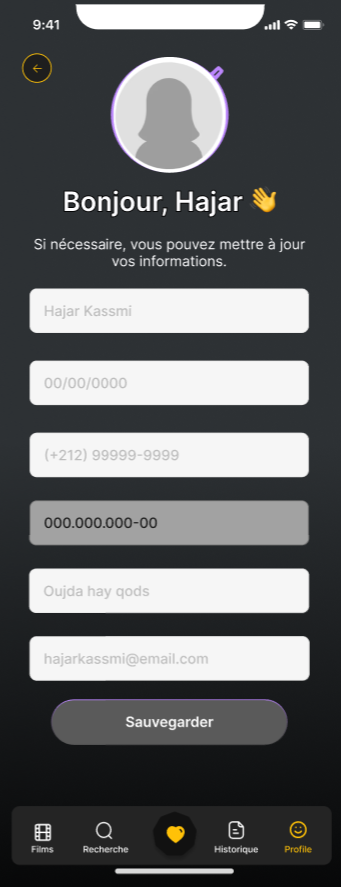 9:41
Bonjour, Hajar 👋
Si nécessaire, vous pouvez mettre à jour
vos informations.
Hajar Kassmi
00/00/0000
(+212) 99999-9999
000.000.000-00
Oujda hay qods
hajarkassmi@email.com
Sauvegarder
Films
Recherche
Historique
Profile